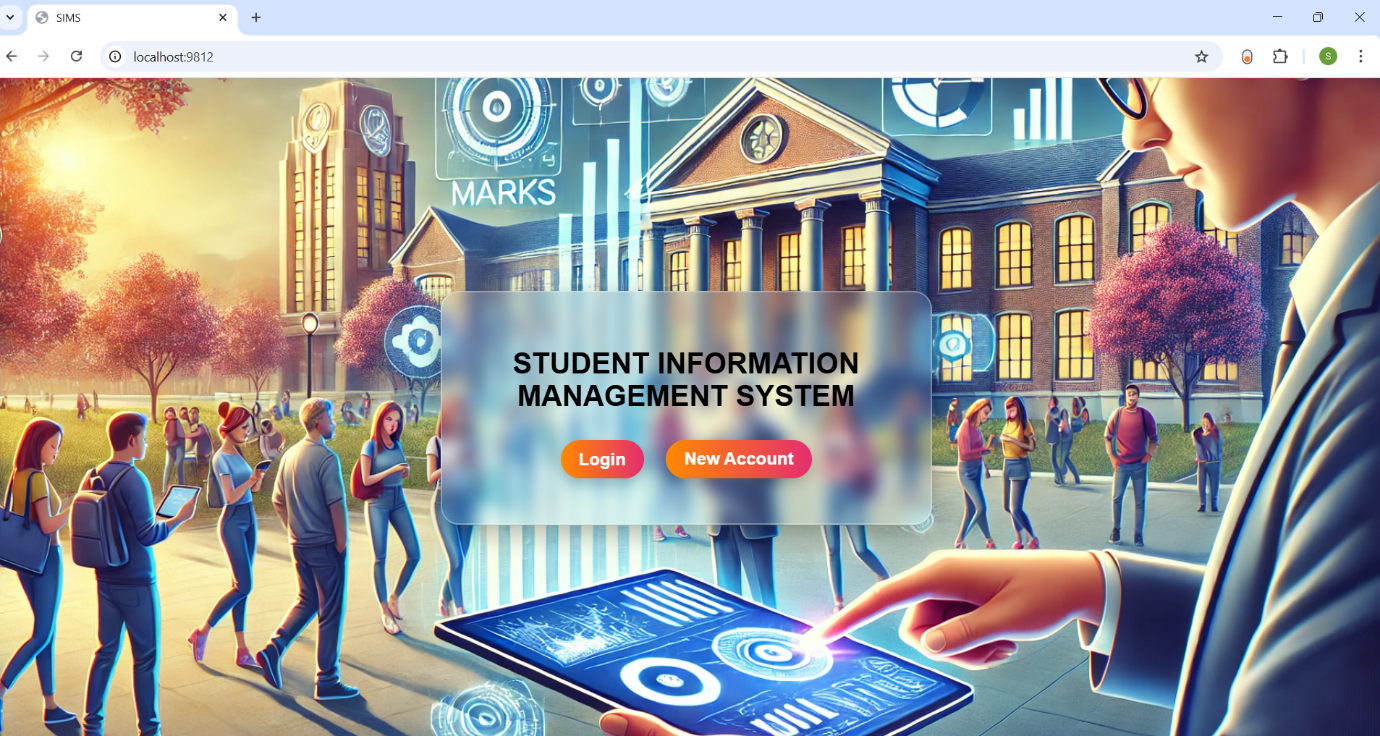 SIMS
localhost:9812
S
MARKS
STUDENT INFORMATION
MANAGEMENT SYSTEM
Login
New Account